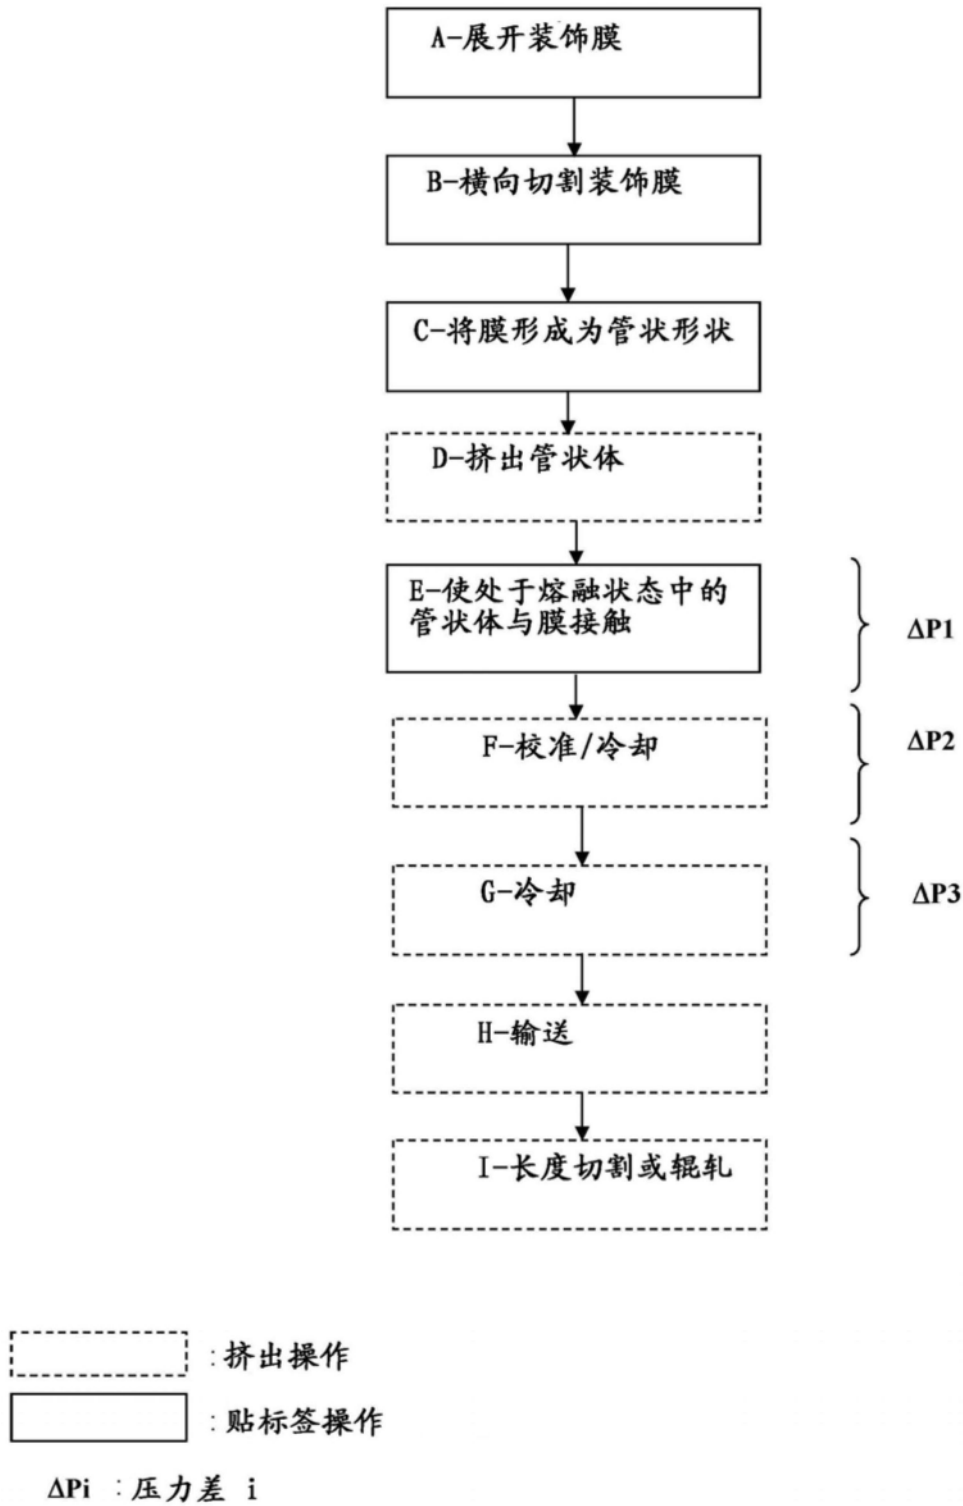 A-展开装饰膜
B-横向切割装饰膜
C-将膜形成为管状形状
D-挤出管状体
E-使处于熔融状态中的
管状体与膜接触
ΔP1
F-校准/冷却
ΔP2
G-冷却
ΔP3
H-输送
I-长度切割或辊轧
:挤出操作
:贴标签操作
ΔPi :压力差 i